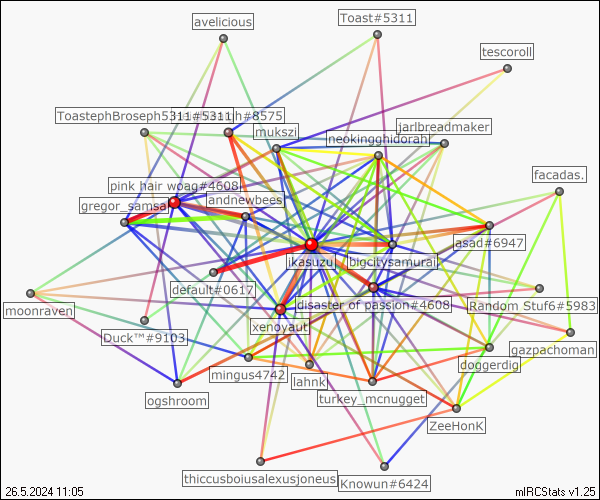 avelicious
Toast#5311
tescoroll
ToastephBroseph5311#5311
h#8575
mukszi
neokingghidorah
jarlbreadmaker
facadas.
pink hair woag#4608
andnewbees
gregor_samsa
ikasuzu
bigcitysamurai
asad#6947
default#0617
disaster of passion#4608
Random Stuf6#5983
moonraven
xenoyaut
Duck™#9103
gazpachoman
doggerdig
mingus4742
lahnk
turkey_mcnugget
ogshroom
ZeeHonK
thiccusboiusalexusjoneus
Knowun#6424
26.5.2024 11:05
mIRCStats v1.25